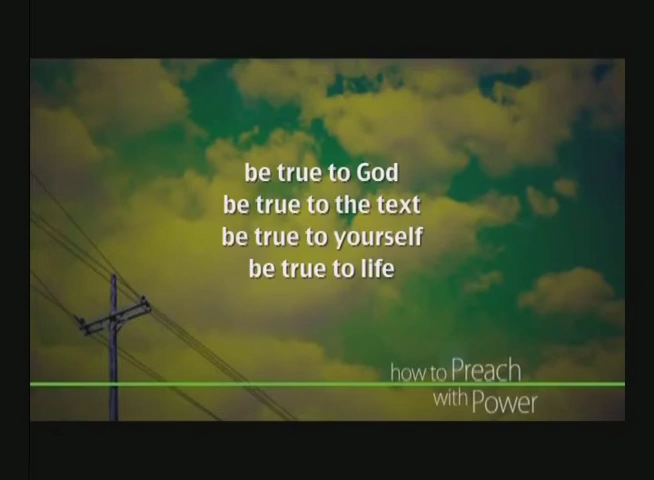 be true to God
be true to the text
be true to yourself
be true to life
how to Preach
with Power